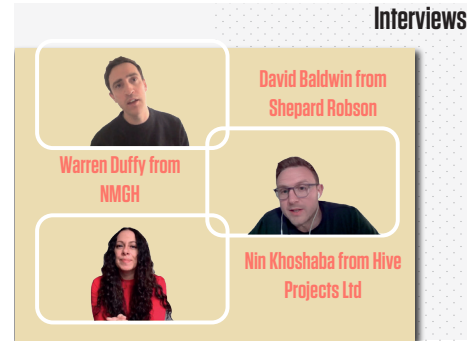 Interviews
David Baldwin from
Shepard Robson
Warren Duffy from
NMGH
Nin Khoshaba from Hive
Projects Ltd